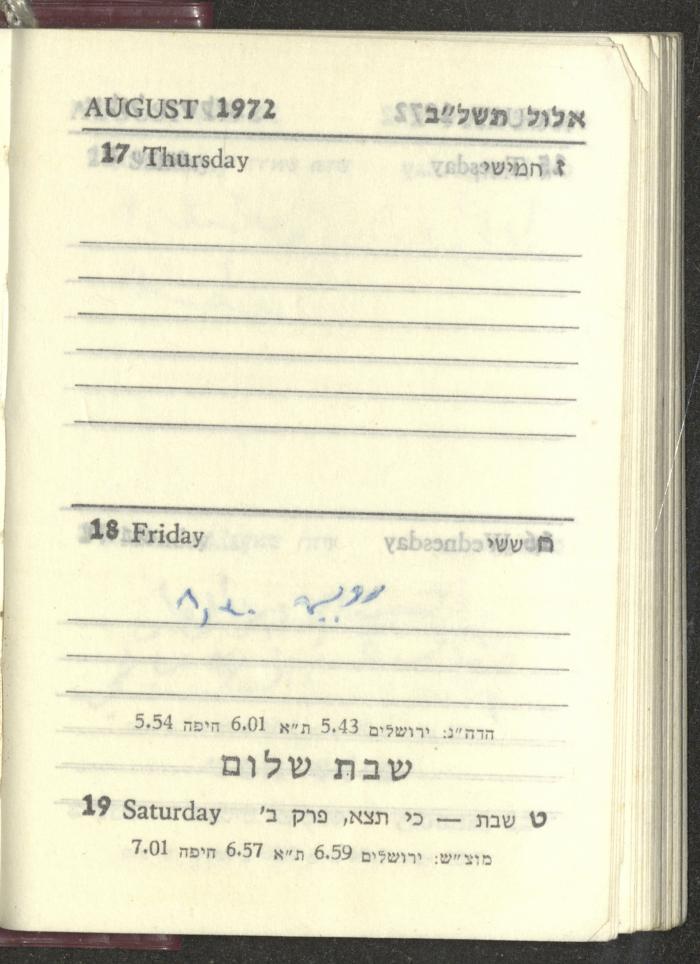 AUGUST 1972 אלול תשל״ב
17 Thursday ז חמישי
18 Friday ח ששי
הדה״נ: ירושלים 5.43 ת״א 6.01 חיפה 5.54
שבת שלום
19 Saturday ט שבת — כי תצא, פרק ב׳
מוצ״ש: ירושלים 6.59 ת״א 6.57 חיפה 7.01